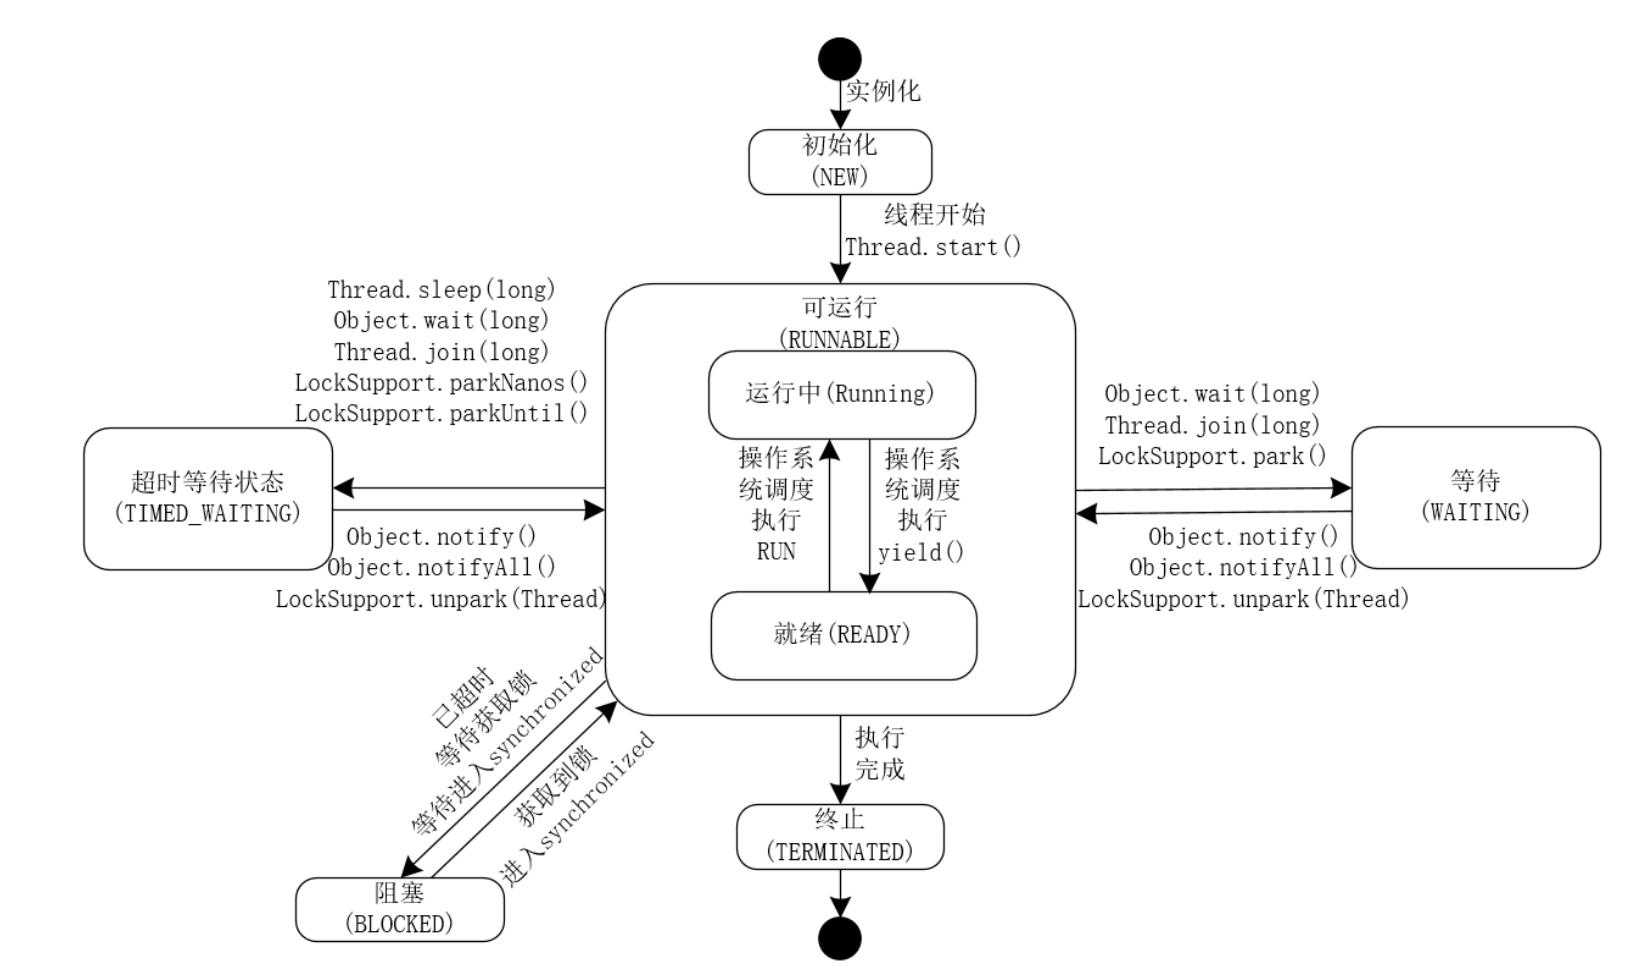 实例化
初始化
(NEW)
线程开始
Thread.start()
Thread.sleep(long)
Object.wait(long)
Thread.join(long)
LockSupport.parkNanos()
LockSupport.parkUntil()
可运行
(RUNNABLE)
运行中(Running)
操作系
统调度
执行
RUN
操作系
统调度
执行
yield()
就绪(READY)
Object.wait(long)
Thread.join(long)
LockSupport.park()
超时等待状态
(TIMED_WAITING)
等待
(WAITING)
Object.notify()
Object.notifyAll()
LockSupport.unpark(Thread)
Object.notify()
Object.notifyAll()
LockSupport.unpark(Thread)
已超时
等待获取锁
等待进入synchronized
获取到锁
进入synchronized
执行
完成
终止
(TERMINATED)
阻塞
(BLOCKED)